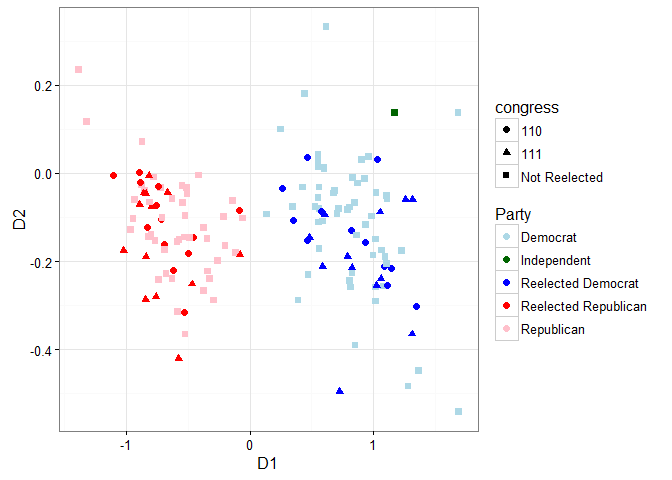 0.2
0.0
-0.2
-0.4
D2
-1
0
1
D1
congress
110
111
Not Reelected
Party
Democrat
Independent
Reelected Democrat
Reelected Republican
Republican